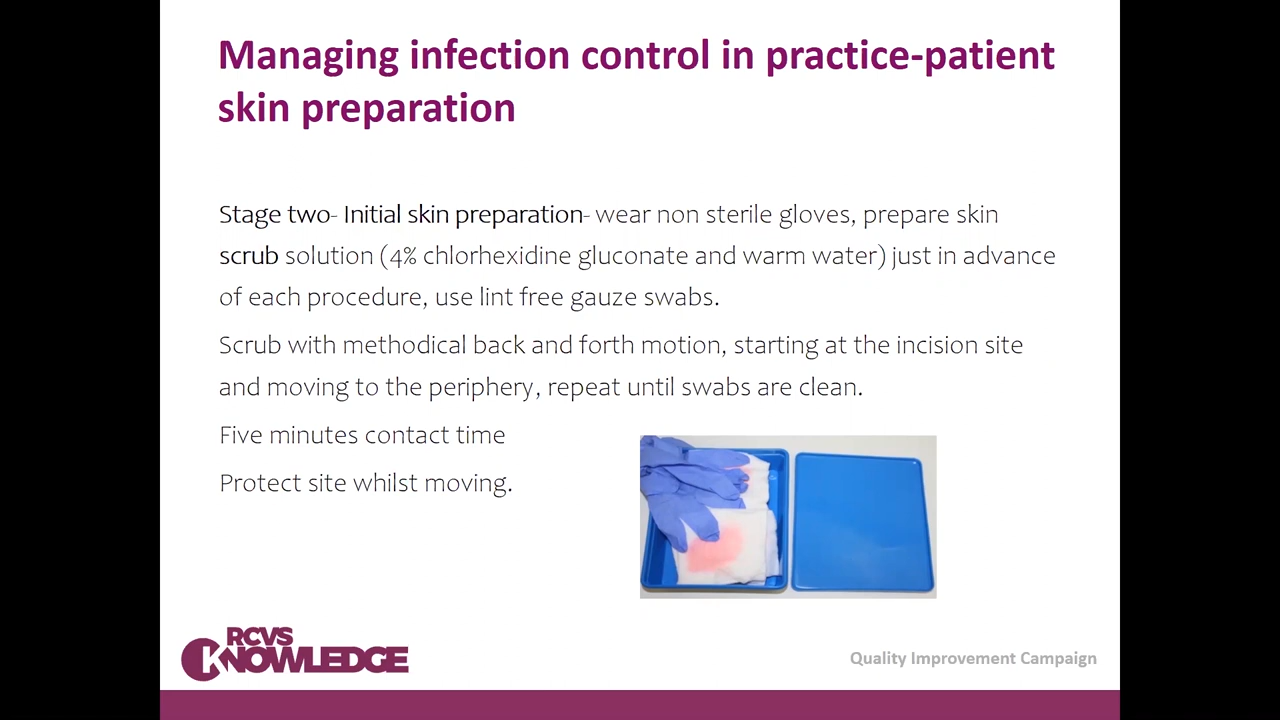 Managing infection control in practice-patient
skin preparation
Stage two- Initial skin preparation- wear non sterile gloves, prepare skin
scrub solution (4% chlorhexidine gluconate and warm water) just in advance
of each procedure, use lint free gauze swabs.
Scrub with methodical back and forth motion, starting at the incision site
and moving to the periphery, repeat until swabs are clean.
Five minutes contact time
Protect site whilst moving.
RCVS
KNOWLEDGE
Quality Improvement Campaign